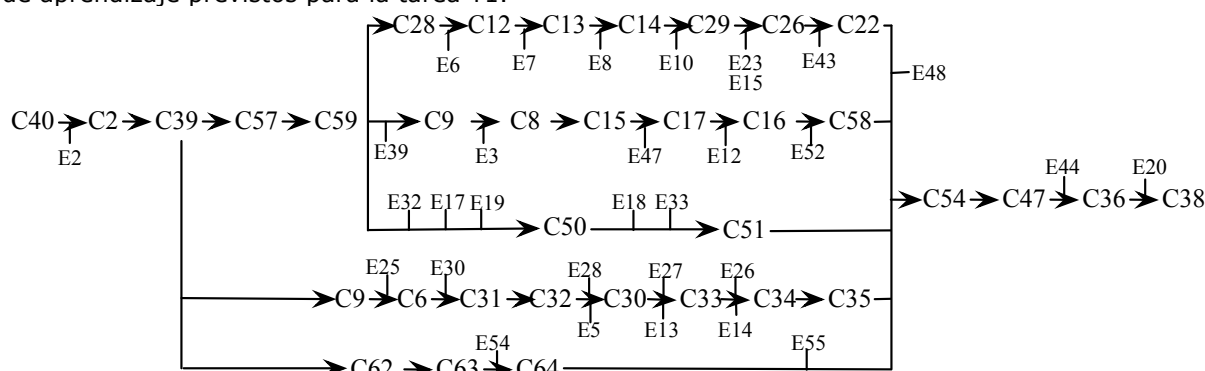 de aprendizaje previstos para la tarea
C28 C12 C13 C14 C29 C26 C22
E6 E7 E8 E10 E23 E43
E15
E48
C40 C2 C39 C57 C59 C9 C8 C15 C17 C16 C58
E2 E39 E3 E47 E12 E52
E44 E20
C54 C47 C36 C38
E32 E17 E19 E18 E33
C50 C51
E25 E30 E28 E27 E26
C9 C6 C31 C32 C30 C33 C34 C35
E5 E13 E14
E54 E55
C62 C63 C64